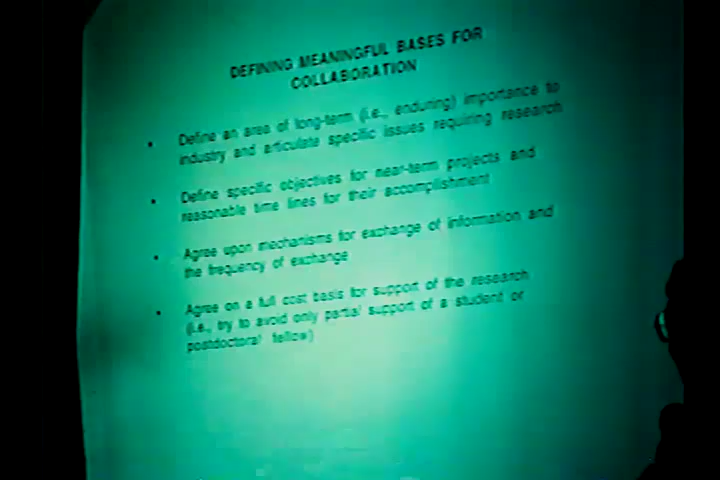 DEFINING MEANINGFUL BASES FOR
COLLABORATION
• Define an area of long-term (i.e., enduring) importance to
industry and articulate specific issues requiring research
• Define specific objectives for near-term projects and
reasonable time lines for their accomplishment
• Agree upon mechanisms for exchange of information and
the frequency of exchange
• Agree on a full cost basis for support of the research
(i.e., try to avoid only partial support of a student or
postdoctoral fellow)